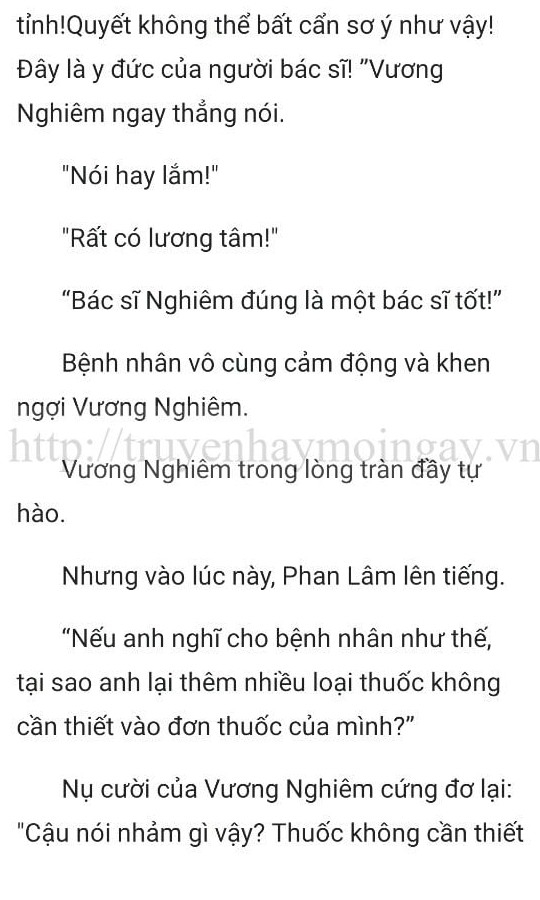 tỉnh!Quyết không thể bất cẩn sơ ý như vậy!
Đây là y đức của người bác sĩ! ”Vương
Nghiêm ngay thẳng nói.
"Nói hay lắm!"
"Rất có lương tâm!"
“Bác sĩ Nghiêm đúng là một bác sĩ tốt!”
Bệnh nhân vô cùng cảm động và khen
ngợi Vương Nghiêm.
http://truyenhaymoingay.vn
Vương Nghiêm trong lòng tràn đầy tự
hào.
Nhưng vào lúc này, Phan Lâm lên tiếng.
“Nếu anh nghĩ cho bệnh nhân như thế,
tại sao anh lại thêm nhiều loại thuốc không
cần thiết vào đơn thuốc của mình?”
Nụ cười của Vương Nghiêm cứng đơ lại:
"Cậu nói nhảm gì vậy? Thuốc không cần thiết